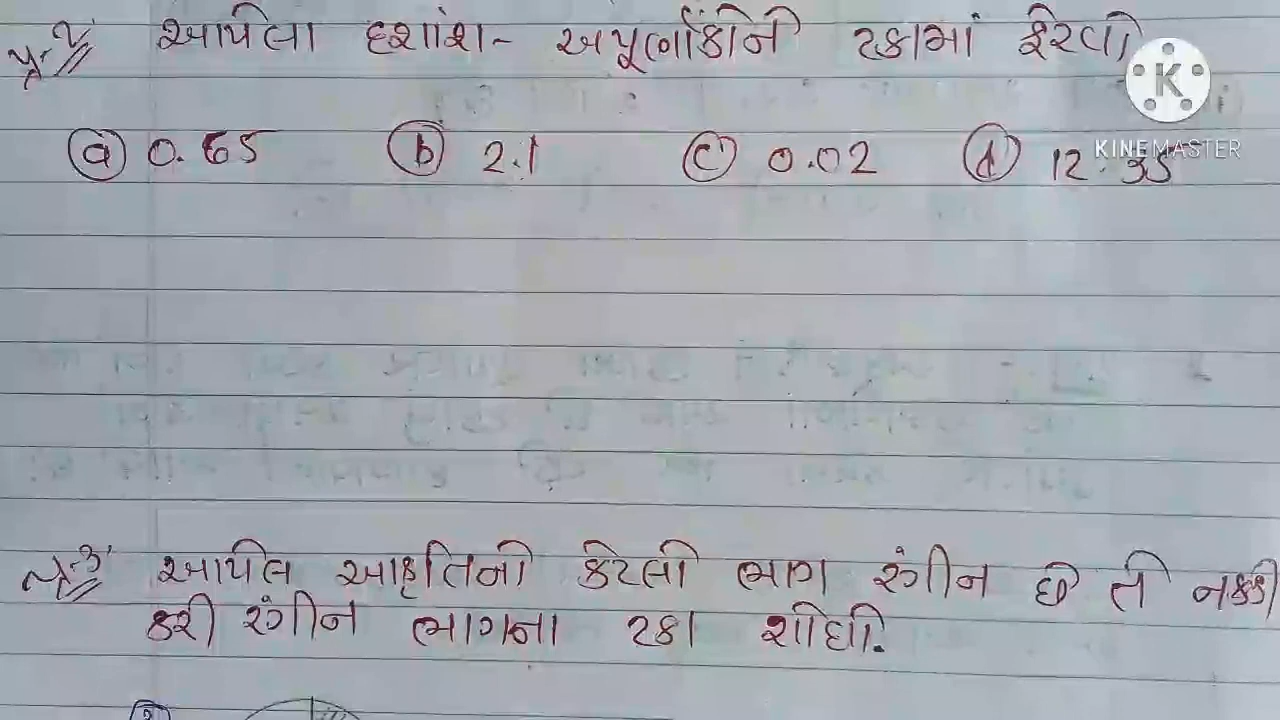 પ્ર-૨' આપેલા દશાંશ- અપૂર્ણાંકોને ટકામાં ફેરવો
K
KINEMASTER
ⓐ 0.65 ⓑ 2.1 ⓒ 0.02 ⓓ 12.35
પ્ર-૩' આપેલ આકૃતિનો કેટલો ભાગ રંગીન છે તે નક્કી
કરી રંગીન ભાગના ટકા શોધો.